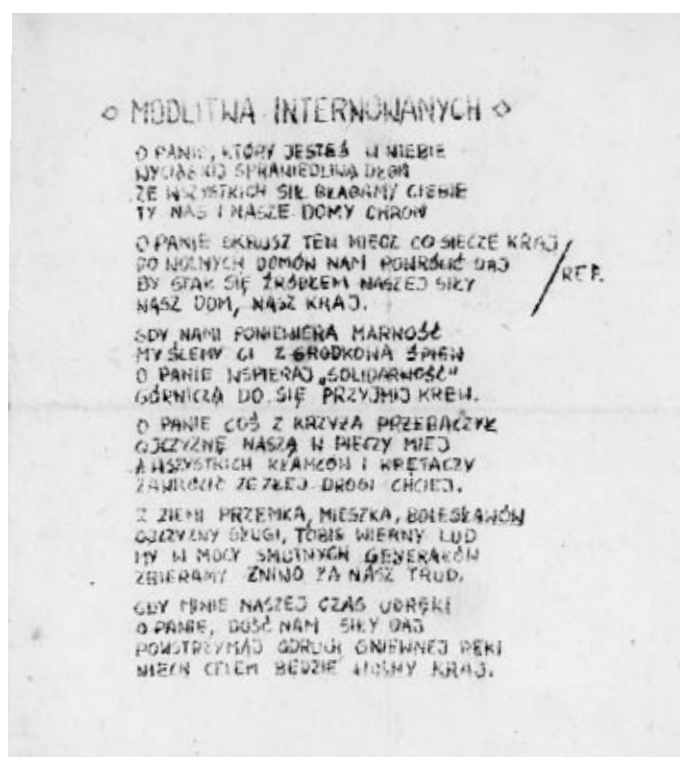 ◇ MODLITWA INTERNOWANYCH ◇
O PANIE, KTÓRY JESTEŚ W NIEBIE
WYCIĄGNIJ SPRAWIEDLIWĄ DŁOŃ
ZE WSZYSTKICH SIŁ BŁAGAMY CIEBIE
TY NAS I NASZE DOMY CHROŃ
O PANIE SKRUSZ TEN MIECZ CO SIECZE KRAJ
DO WOLNYCH DOMÓW NAM POWRÓCIĆ DAJ
BY STAŁ SIĘ ŹRÓDŁEM NASZEJ SIŁY
NASZ DOM, NASZ KRAJ.
/REF.
GDY NAMI PONIEWIERA MARNOŚĆ
MY ŚLEMY CI Z GRODKOWA ŚPIEW
O PANIE WSPIERAJ „SOLIDARNOŚĆ"
GÓRNICZĄ DO SIĘ PRZYJMIJ KREW.
O PANIE COŚ Z KRZYŻA PRZEBACZYŁ
OJCZYZNĘ NASZĄ W PIECZY MIEJ
A WSZYSTKICH KŁAMCÓW I KRĘTACZY
ZAWRÓCIĆ ZE ZŁEJ DROGI CHCIEJ.
Z ZIEMI PRZEMKA, MIESZKA, BOLESŁAWÓW
OJCZYZNY SŁUGI, TOBIE WIERNY LUD
MY W MOCY SMUTNYCH GENERAŁÓW
ZBIERAMY ŻNIWO ZA NASZ TRUD.
GDY MINIE NASZEJ CZAS UDRĘKI
O PANIE, DOŚĆ NAM SIŁY DAJ
POWSTRZYMAJ ODRUCH GNIEWNEJ RĘKI
NIECH CELEM BĘDZIE WOLNY KRAJ.